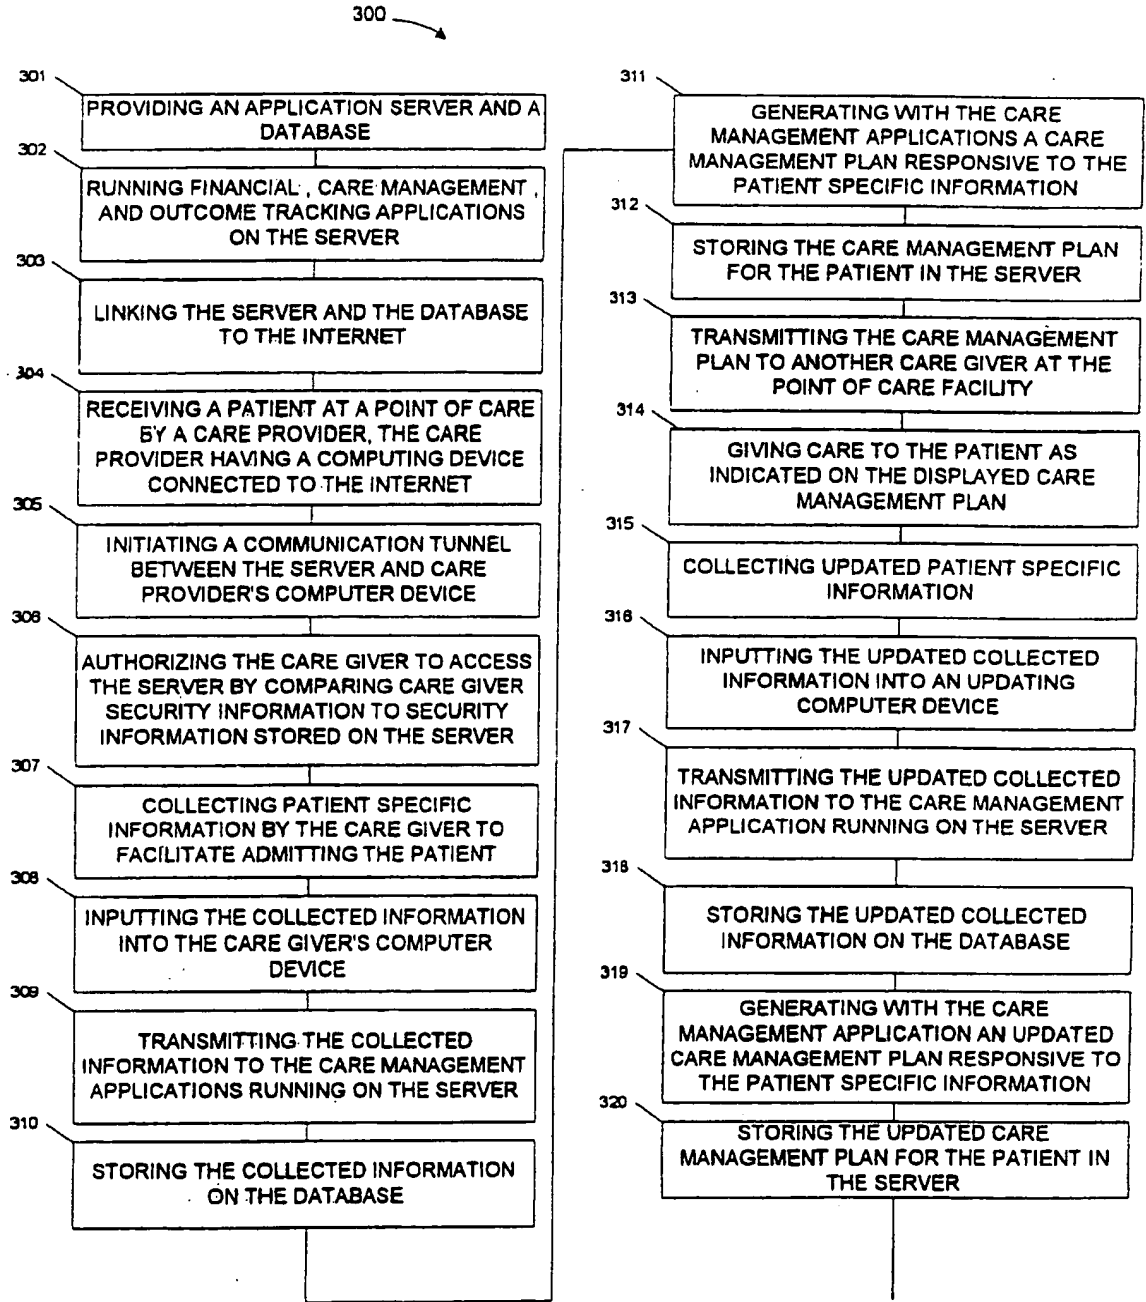 300
301
PROVIDING AN APPLICATION SERVER AND A
DATABASE
302
RUNNING FINANCIAL, CARE MANAGEMENT,
AND OUTCOME TRACKING APPLICATIONS
ON THE SERVER
303
LINKING THE SERVER AND THE DATABASE
TO THE INTERNET
304
RECEIVING A PATIENT AT A POINT OF CARE
BY A CARE PROVIDER, THE CARE
PROVIDER HAVING A COMPUTING DEVICE
CONNECTED TO THE INTERNET
305
INITIATING A COMMUNICATION TUNNEL
BETWEEN THE SERVER AND CARE
PROVIDER'S COMPUTER DEVICE
306
AUTHORIZING THE CARE GIVER TO ACCESS
THE SERVER BY COMPARING CARE GIVER
SECURITY INFORMATION TO SECURITY
INFORMATION STORED ON THE SERVER
307
COLLECTING PATIENT SPECIFIC
INFORMATION BY THE CARE GIVER TO
FACILITATE ADMITTING THE PATIENT
308
INPUTTING THE COLLECTED INFORMATION
INTO THE CARE GIVER'S COMPUTER
DEVICE
309
TRANSMITTING THE COLLECTED
INFORMATION TO THE CARE MANAGEMENT
APPLICATIONS RUNNING ON THE SERVER
310
STORING THE COLLECTED INFORMATION
ON THE DATABASE
311
GENERATING WITH THE CARE
MANAGEMENT APPLICATIONS A CARE
MANAGEMENT PLAN RESPONSIVE TO THE
PATIENT SPECIFIC INFORMATION
312
STORING THE CARE MANAGEMENT PLAN
FOR THE PATIENT IN THE SERVER
313
TRANSMITTING THE CARE MANAGEMENT
PLAN TO ANOTHER CARE GIVER AT THE
POINT OF CARE FACILITY
314
GIVING CARE TO THE PATIENT AS
INDICATED ON THE DISPLAYED CARE
MANAGEMENT PLAN
315
COLLECTING UPDATED PATIENT SPECIFIC
INFORMATION
316
INPUTTING THE UPDATED COLLECTED
INFORMATION INTO AN UPDATING
COMPUTER DEVICE
317
TRANSMITTING THE UPDATED COLLECTED
INFORMATION TO THE CARE MANAGEMENT
APPLICATION RUNNING ON THE SERVER
318
STORING THE UPDATED COLLECTED
INFORMATION ON THE DATABASE
319
GENERATING WITH THE CARE
MANAGEMENT APPLICATION AN UPDATED
CARE MANAGEMENT PLAN RESPONSIVE TO
THE PATIENT SPECIFIC INFORMATION
320
STORING THE UPDATED CARE
MANAGEMENT PLAN FOR THE PATIENT IN
THE SERVER